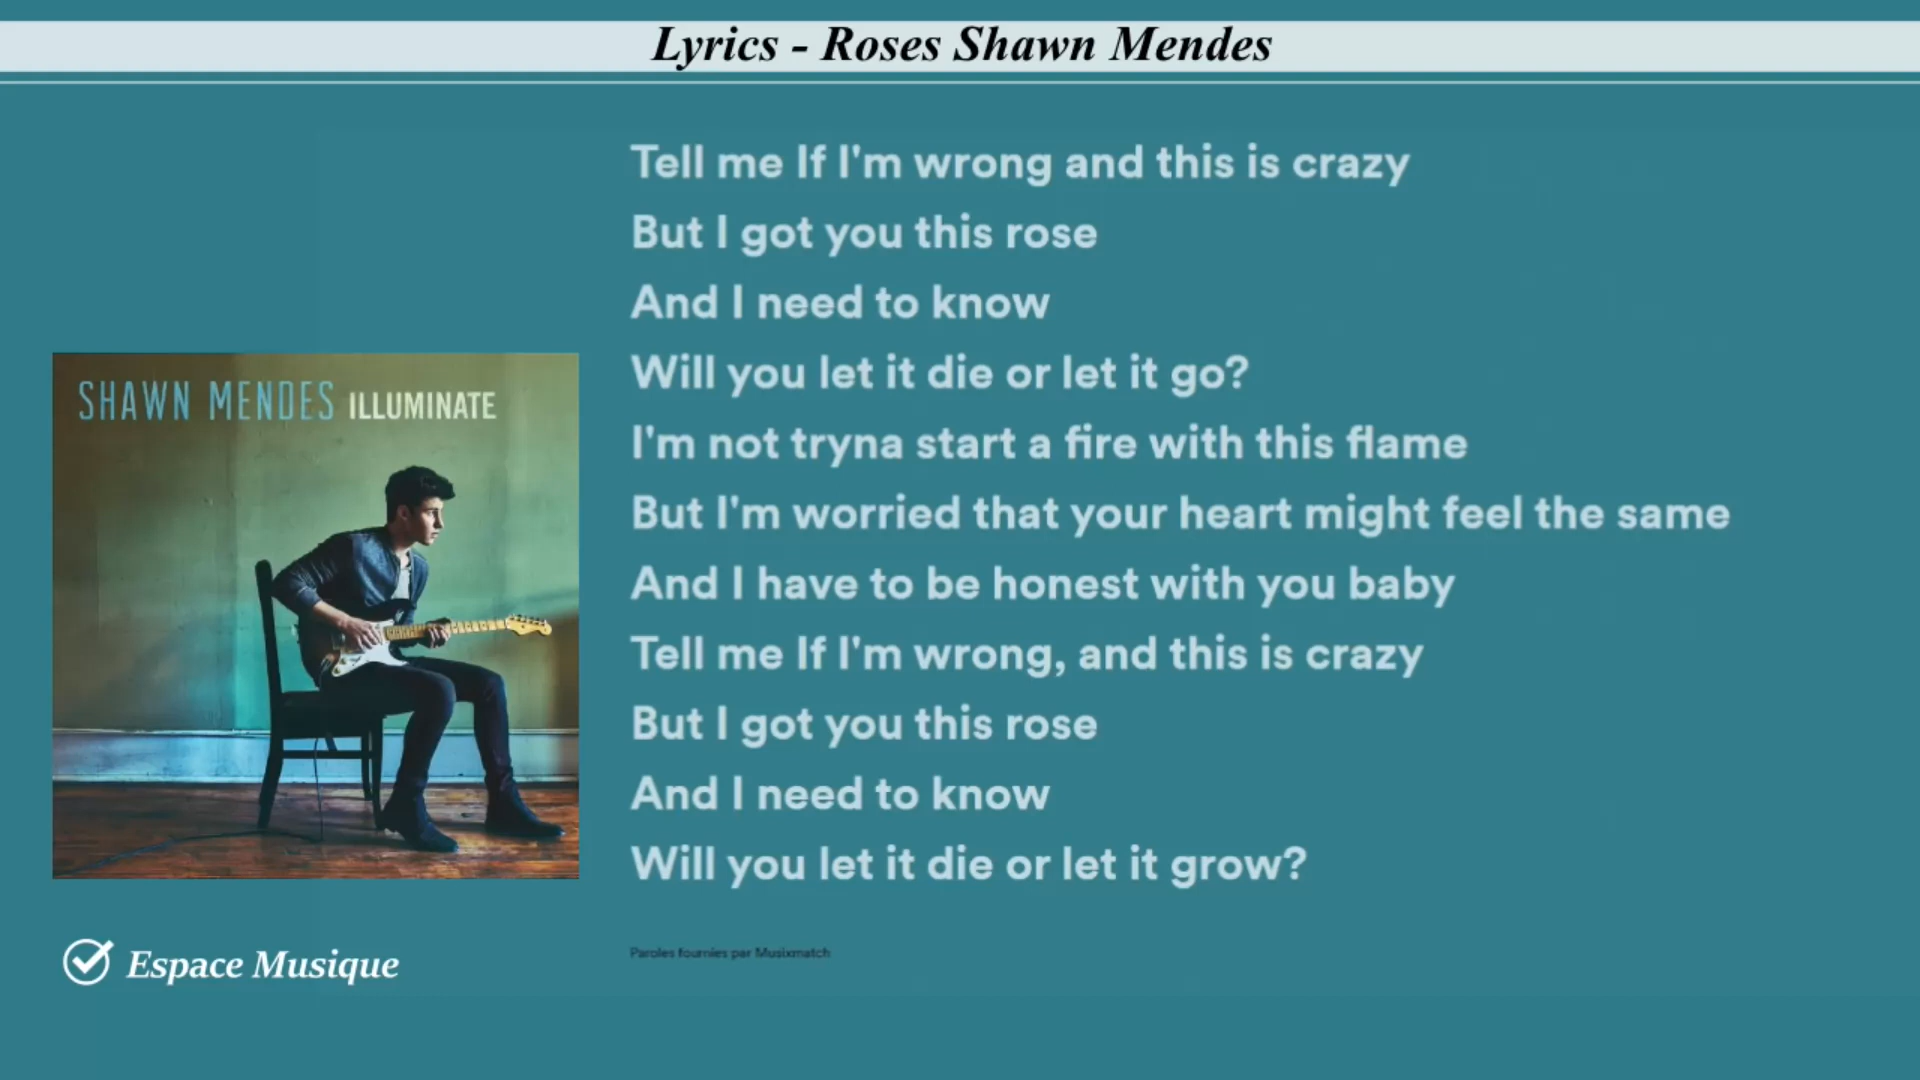 Lyrics - Roses Shawn Mendes
Tell me If I'm wrong and this is crazy
But I got you this rose
And I need to know
Will you let it die or let it go?
I'm not tryna start a fire with this flame
But I'm worried that your heart might feel the same
And I have to be honest with you baby
Tell me If I'm wrong, and this is crazy
But I got you this rose
And I need to know
Will you let it die or let it grow?
SHAWN MENDES ILLUMINATE
Espace Musique
Paroles fournies par Musixmatch